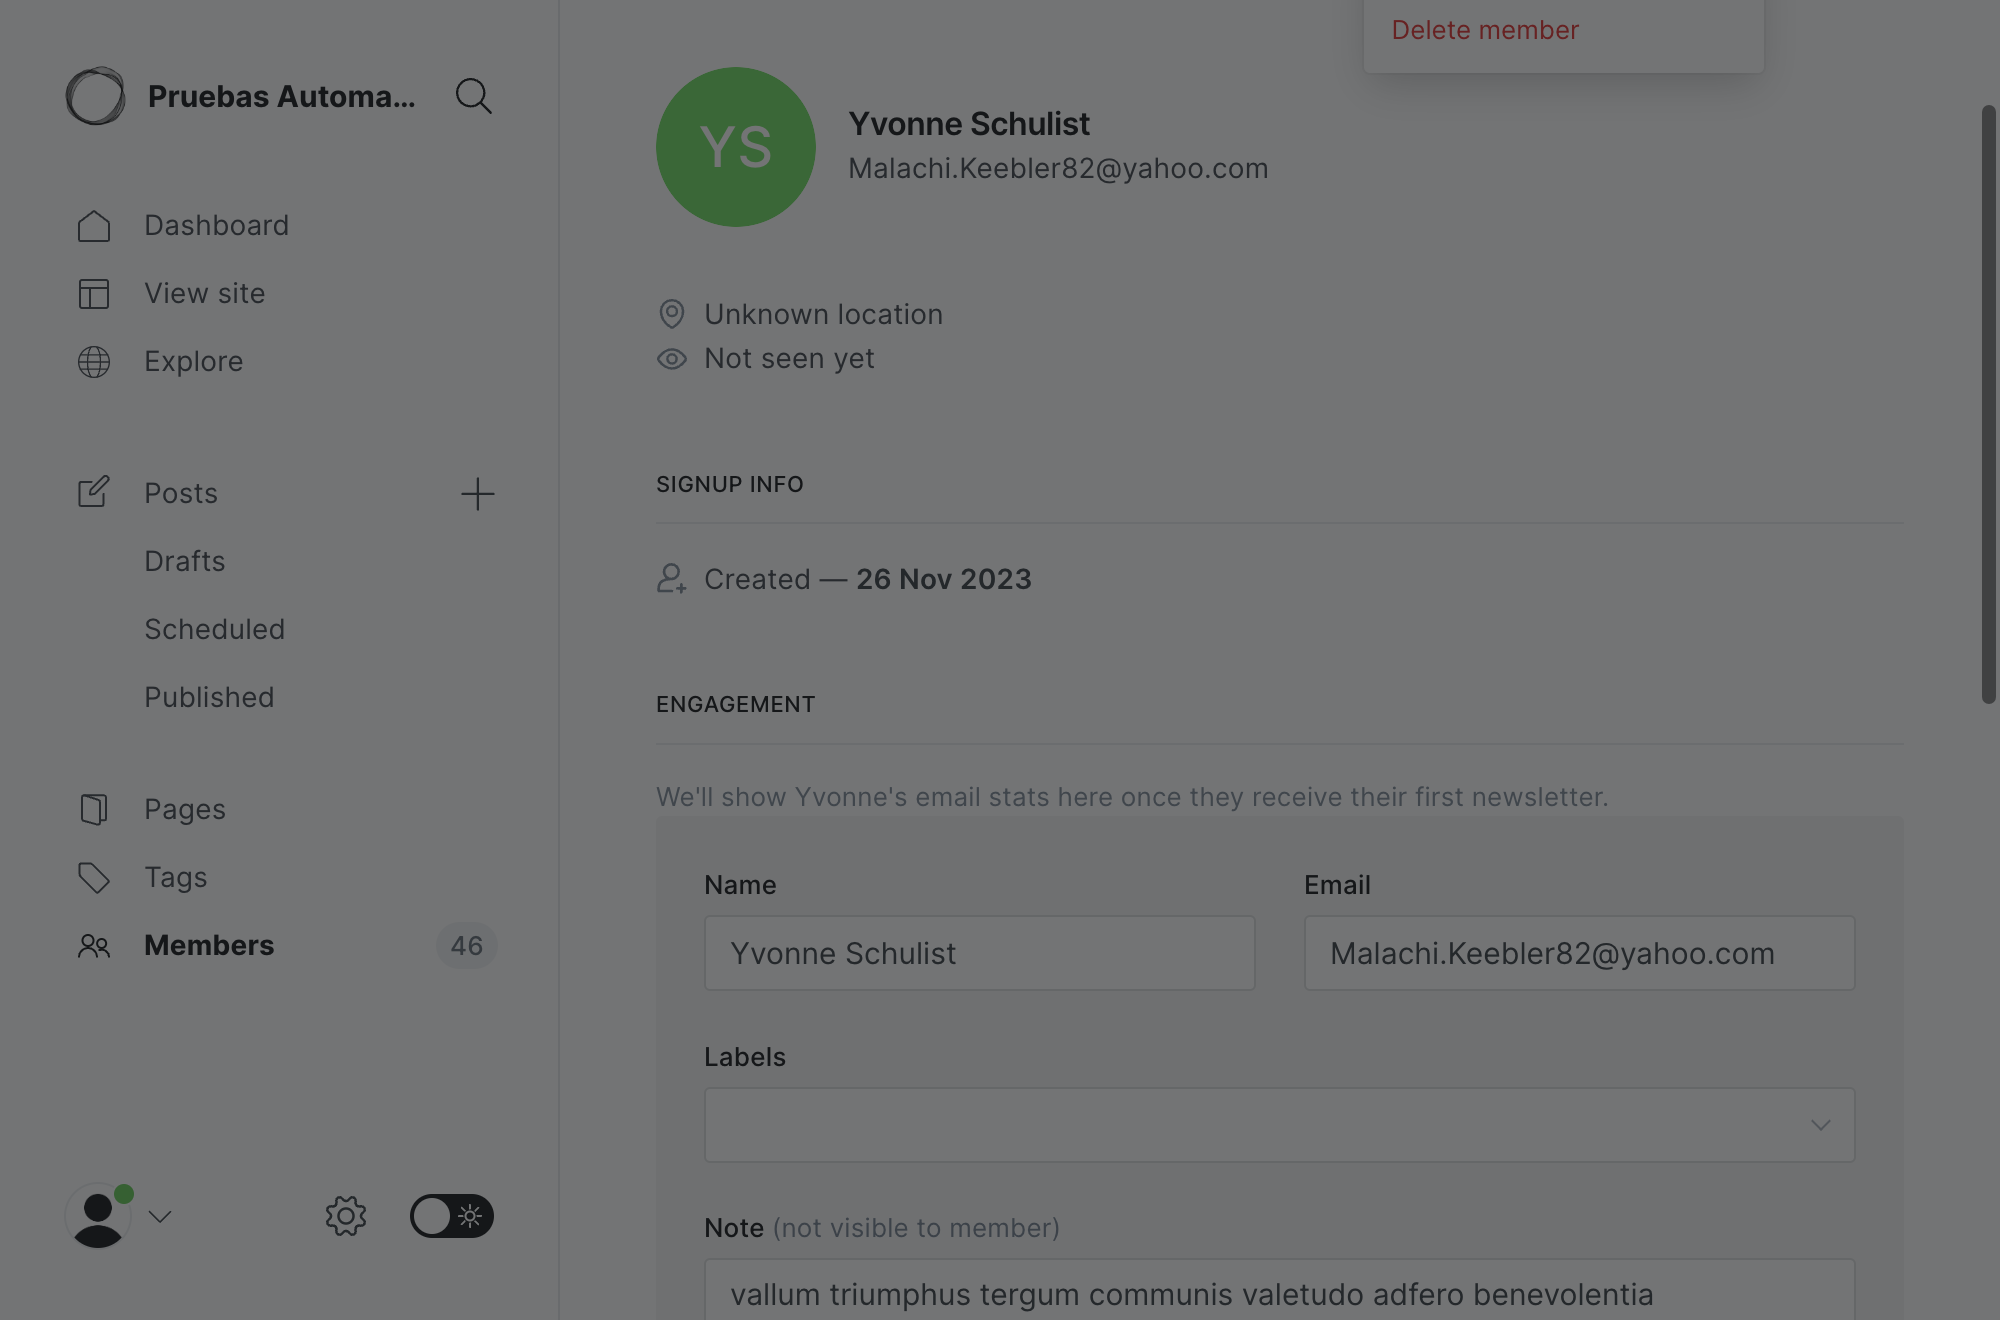 Pruebas Automa...
Dashboard
View site
Explore
Posts
Drafts
Scheduled
Published
Pages
Tags
Members 46
Delete member
YS
Yvonne Schulist
Malachi.Keebler82@yahoo.com
Unknown location
Not seen yet
SIGNUP INFO
Created — 26 Nov 2023
ENGAGEMENT
We'll show Yvonne's email stats here once they receive their first newsletter.
Name
Yvonne Schulist
Email
Malachi.Keebler82@yahoo.com
Labels
Note (not visible to member)
vallum triumphus tergum communis valetudo adfero benevolentia